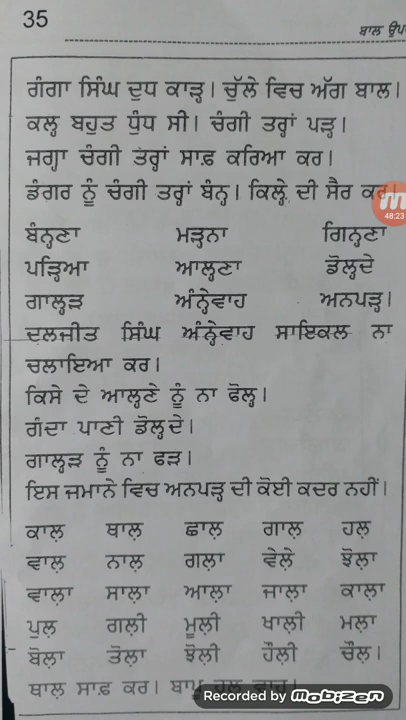 35
ਬਾਲ ਉਪ
ਗੰਗਾ ਸਿੰਘ ਦੁਧ ਕਾੜ੍ਹ। ਚੁੱਲੇ ਵਿਚ ਅੱਗ ਬਾਲ।
ਕਲ੍ਹ ਬਹੁਤ ਧੁੰਧ ਸੀ। ਚੰਗੀ ਤਰ੍ਹਾਂ ਪੜ੍ਹ।
ਜਗ੍ਹਾ ਚੰਗੀ ਤਰ੍ਹਾਂ ਸਾਫ਼ ਕਰਿਆ ਕਰ।
ਡੰਗਰ ਨੂੰ ਚੰਗੀ ਤਰ੍ਹਾਂ ਬੰਨ੍ਹ। ਕਿਲ੍ਹੇ ਦੀ ਸੈਰ ਕਰ
48:23
ਬੰਨ੍ਹਣਾ ਮੜ੍ਹਨਾ ਗਿਨ੍ਹਣਾ
ਪੜ੍ਹਿਆ ਆਲ੍ਹਣਾ ਡੋਲ੍ਹਦੇ
ਗਾਲ੍ਹੜ ਅੰਨ੍ਹੇਵਾਹ ਅਨਪੜ੍ਹ।
ਦਲਜੀਤ ਸਿੰਘ ਅੰਨ੍ਹੇਵਾਹ ਸਾਇਕਲ ਨਾ
ਚਲਾਇਆ ਕਰ।
ਕਿਸੇ ਦੇ ਆਲ੍ਹਣੇ ਨੂੰ ਨਾ ਫੋਲ੍ਹ।
ਗੰਦਾ ਪਾਣੀ ਡੋਲ੍ਹਦੇ।
ਗਾਲ੍ਹੜ ਨੂੰ ਨਾ ਫੜ।
ਇਸ ਜਮਾਨੇ ਵਿਚ ਅਨਪੜ੍ਹ ਦੀ ਕੋਈ ਕਦਰ ਨਹੀਂ।
ਕਾਲ਼ ਥਾਲ਼ ਛਾਲ਼ ਗਾਲ਼ ਹਲ਼
ਵਾਲ਼ ਨਾਲ਼ ਗਲ਼ਾ ਵੇਲ਼ੇ ਝੋਲ਼ਾ
ਵਾਲ਼ਾ ਸਾਲ਼ਾ ਆਲ਼ਾ ਜਾਲ਼ਾ ਕਾਲ਼ਾ
ਪੁਲ਼ ਗਲ਼ੀ ਮੂਲ਼ੀ ਖਾਲ਼ੀ ਮਲ਼ਾ
ਬੋਲ਼ਾ ਤੋਲ਼ਾ ਝੋਲ਼ੀ ਹੌਲ਼ੀ ਚੌਲ਼।
ਥਾਲ਼ ਸਾਫ਼ ਕਰ। ਬਾਪੂ ਹਲ਼
Recorded by mobizen